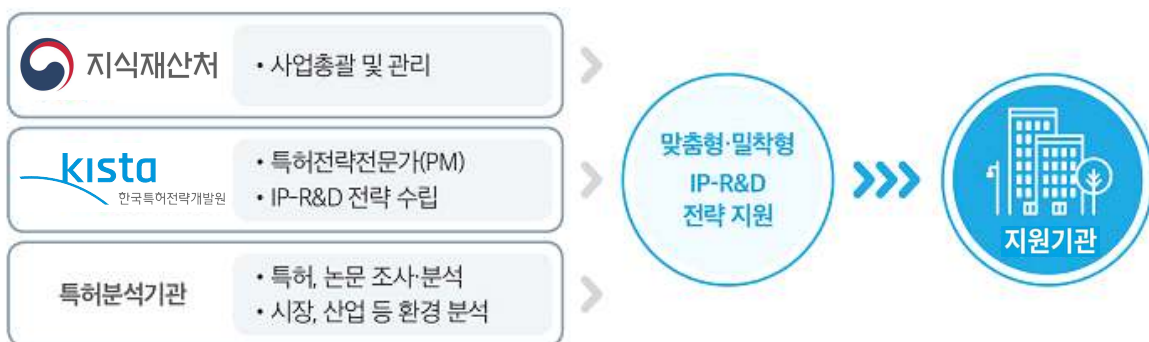 지식재산처
• 사업총괄 및 관리
kista
한국특허전략개발원
• 특허전략전문가(PM)
• IP-R&D 전략 수립
특허분석기관
• 특허, 논문 조사·분석
• 시장, 산업 등 환경 분석
맞춤형·밀착형
IP-R&D
전략 지원
지원기관